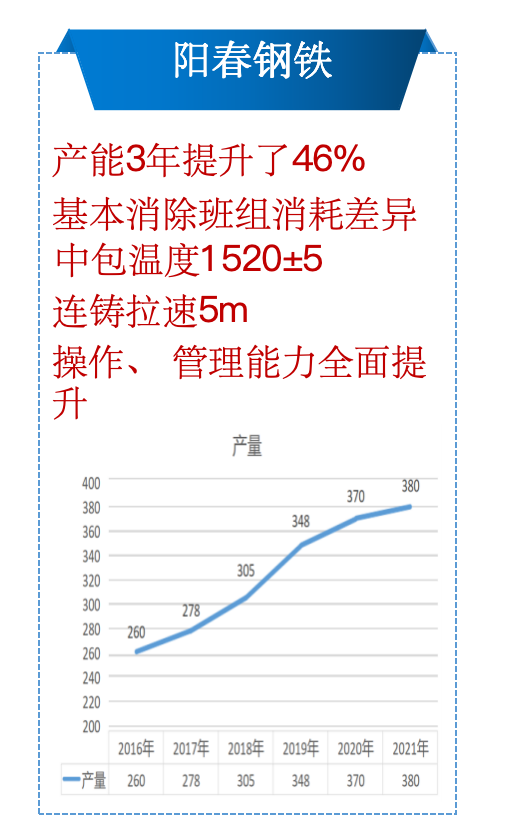 阳春钢铁
产能3年提升了46%
基本消除班组消耗差异
中包温度1520±5
连铸拉速5m
操作、 管理能力全面提
升
产量
400
380
360
340
320
300
280
260
240
220
200
260
278
305
348
370
380
2016年 2017年 2018年 2019年 2020年 2021年
产量 260 278 305 348 370 380